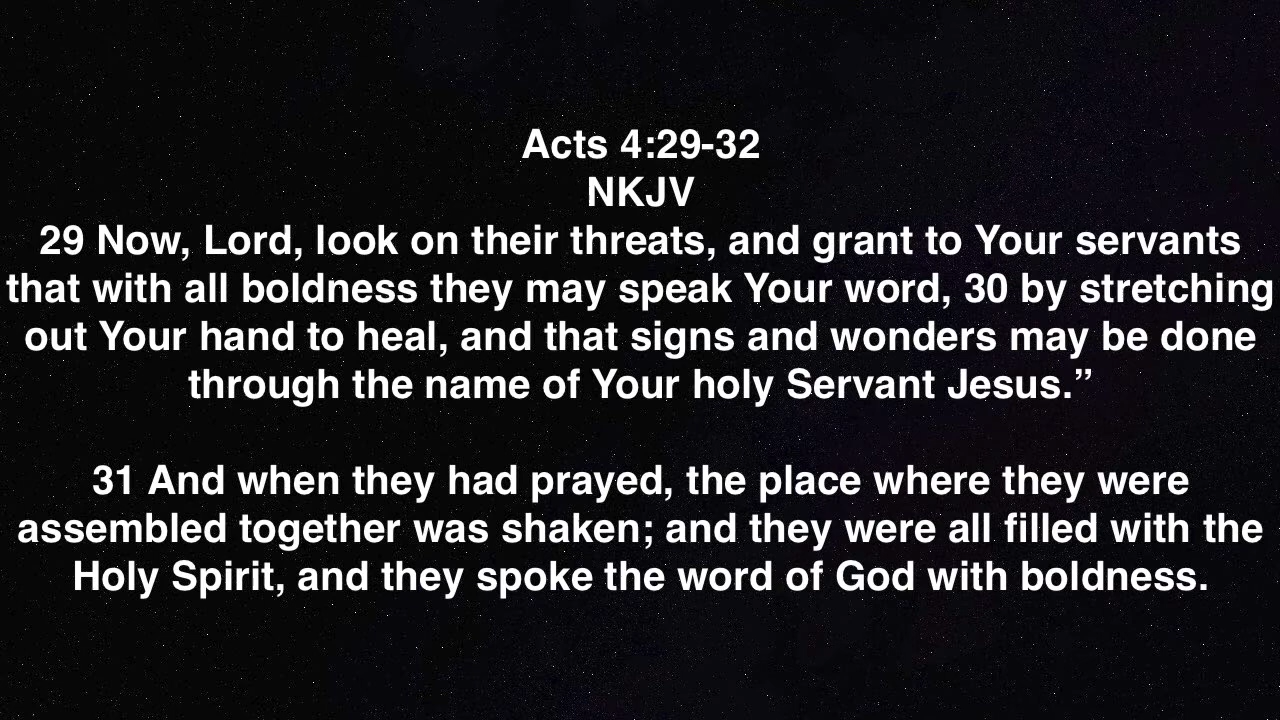 Acts 4:29-32
NKJV
29 Now, Lord, look on their threats, and grant to Your servants
that with all boldness they may speak Your word, 30 by stretching
out Your hand to heal, and that signs and wonders may be done
through the name of Your holy Servant Jesus.”
31 And when they had prayed, the place where they were
assembled together was shaken; and they were all filled with the
Holy Spirit, and they spoke the word of God with boldness.